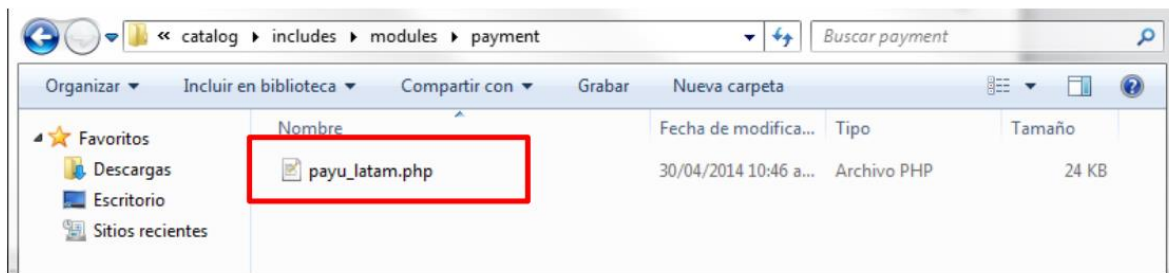 « catalog ▸ includes ▸ modules ▸ payment Buscar payment
Organizar Incluir en biblioteca Compartir con Grabar Nueva carpeta
Favoritos Nombre Fecha de modifica... Tipo Tamaño
Descargas payu_latam.php 30/04/2014 10:46 a... Archivo PHP 24 KB
Escritorio
Sitios recientes